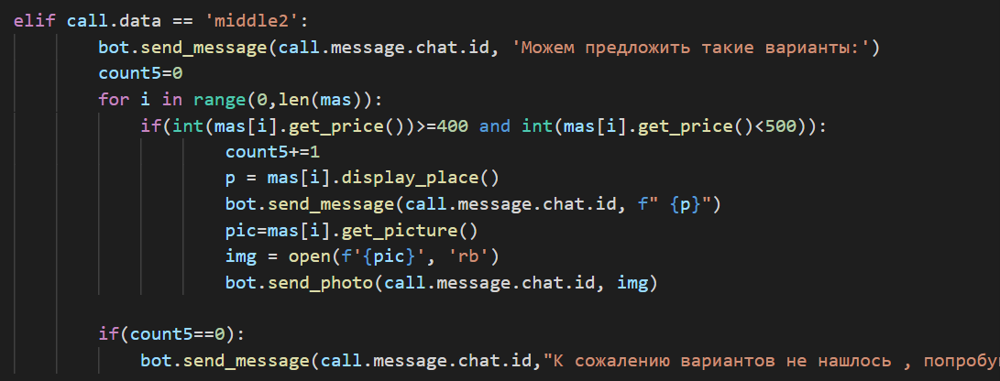 elif call.data == 'middle2':
bot.send_message(call.message.chat.id, 'Можем предложить такие варианты:')
count5=0
for i in range(0,len(mas)):
if(int(mas[i].get_price())>=400 and int(mas[i].get_price()<500)):
count5+=1
p = mas[i].display_place()
bot.send_message(call.message.chat.id, f" {p}")
pic=mas[i].get_picture()
img = open(f'{pic}', 'rb')
bot.send_photo(call.message.chat.id, img)
if(count5==0):
bot.send_message(call.message.chat.id,"К сожалению вариантов не нашлось , попробу